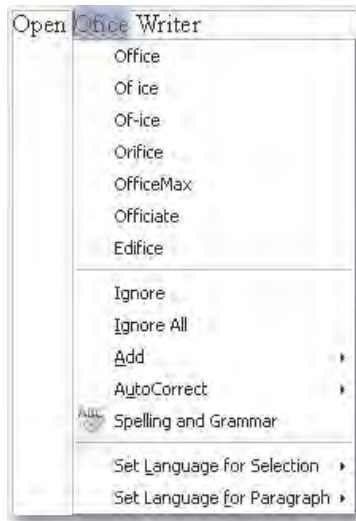 Open Ofice Writer
Office
Of ice
Of-ice
Orifice
OfficeMax
Officiate
Edifice
Ignore
Ignore All
Add
AutoCorrect
ABC
Spelling and Grammar
Set Language for Selection
Set Language for Paragraph